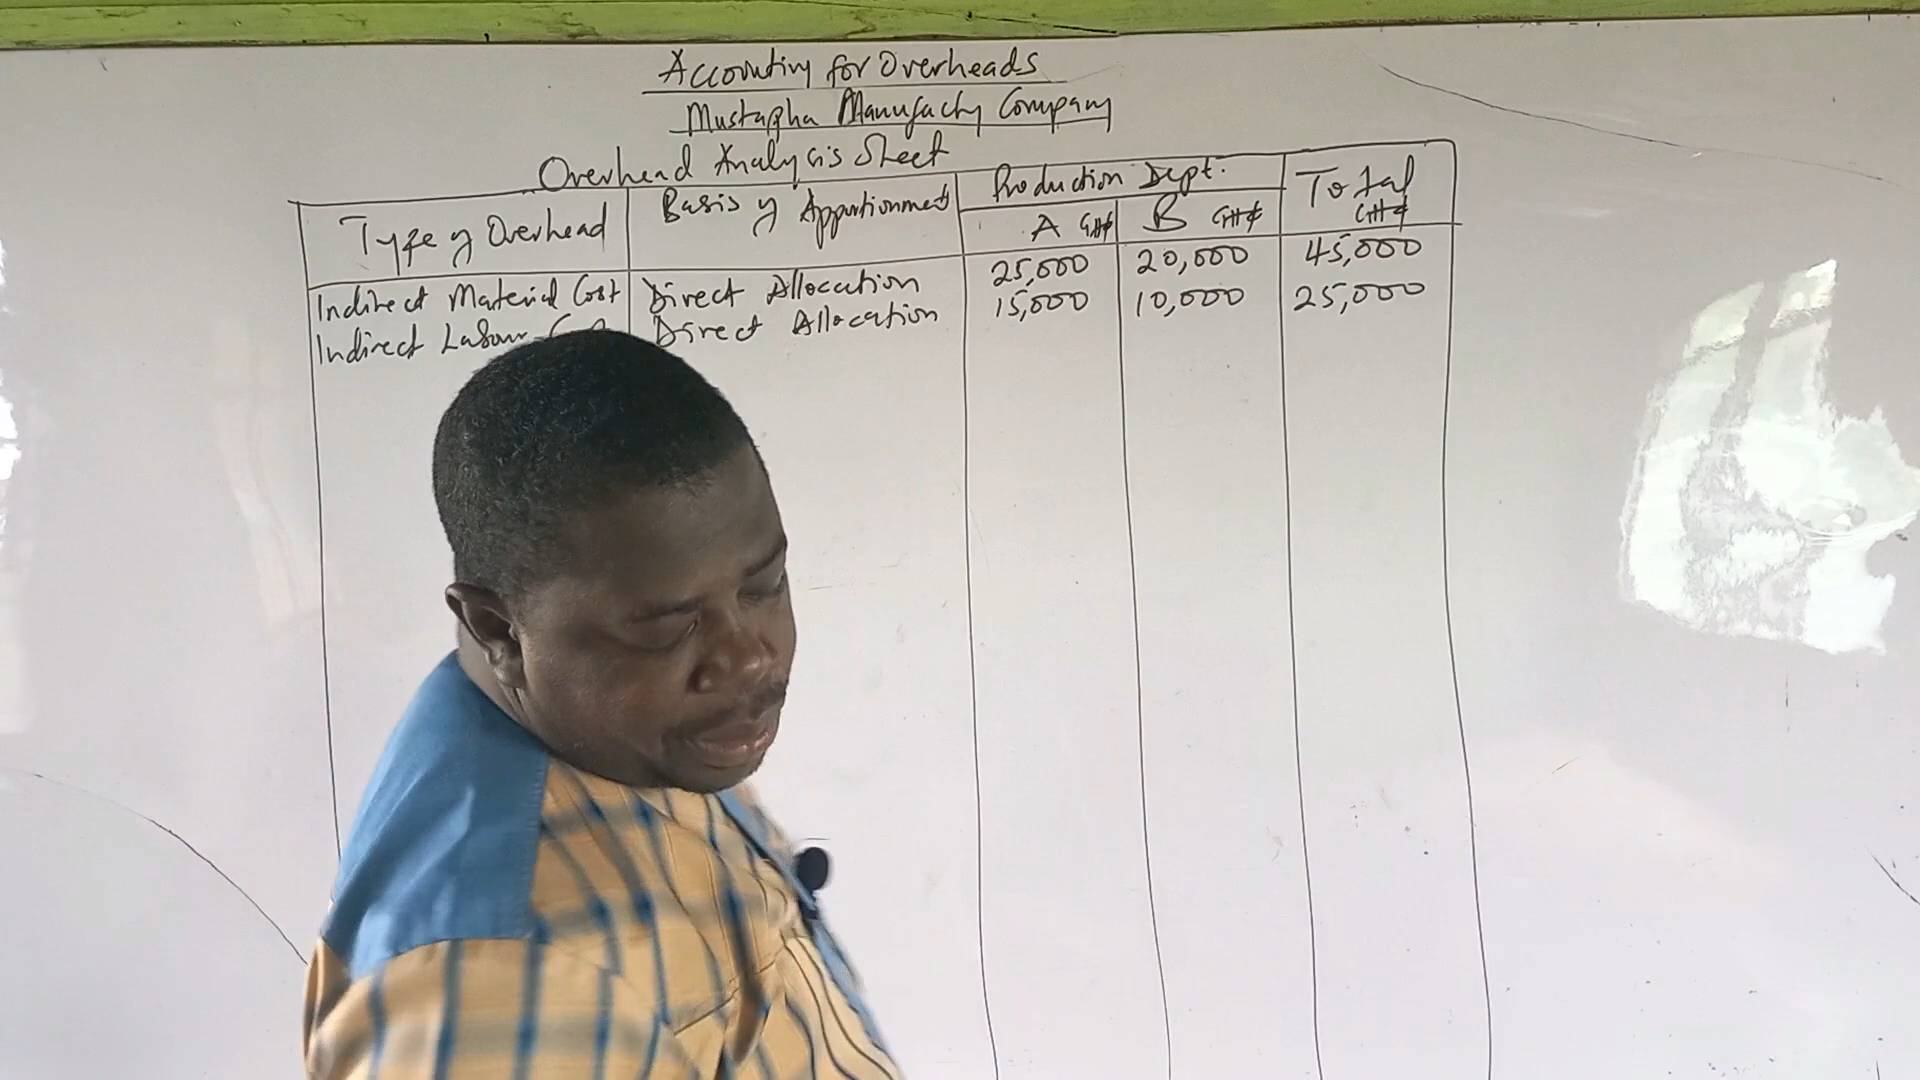 Accounting for Overheads
Mustapha Manufacty Company
Overhead Analysis Sheet
Type of Overhead Basis of Apportionment Production Dept. Total
A GH¢ B GH¢ GH¢
Indirect Material Cost Direct Allocation 25,000 20,000 45,000
Indirect Labour Direct Allocation 15,000 10,000 25,000